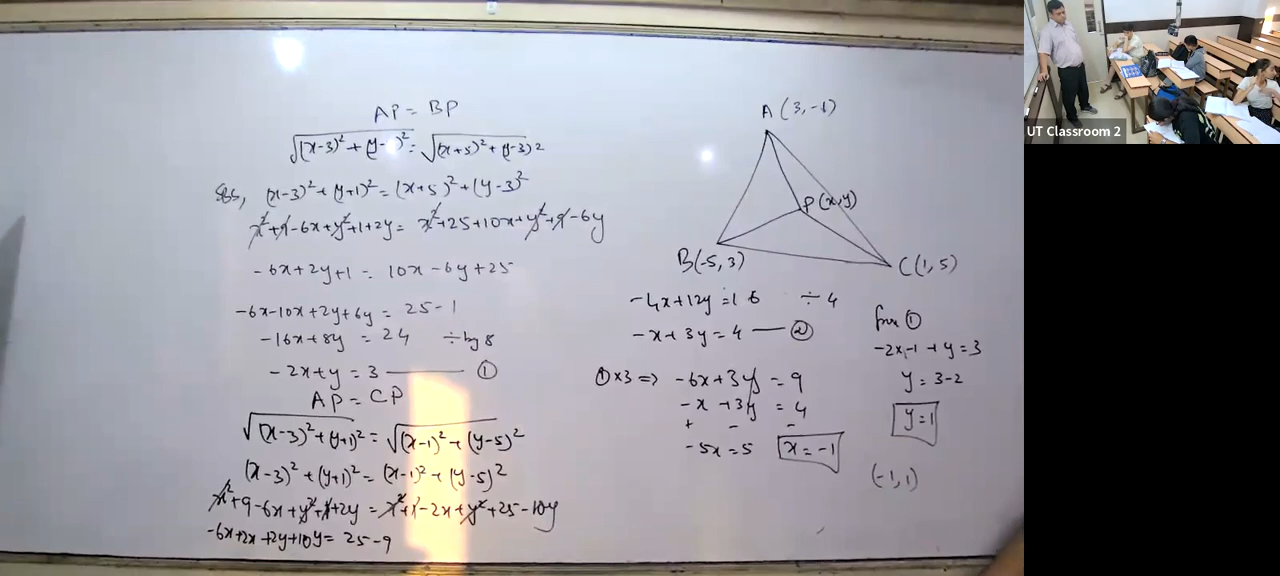 AP = BP
√(x-3)² + (y- )² = √(x+5)² + (y-3)2
SBS, (x-3)² + (y+1)² = (x+5)² + (y-3)²
x²+9-6x+y²+1+2y = x²+25+10x+y²+9-6y
-6x+2y+1 = 10x-6y+25
-6x-10x+2y+6y = 25-1
-16x+8y = 24 ÷ by 8
-2x+y = 3 ——— ①
AP = CP
√(x-3)²+(y+1)² = √(x-1)² + (y-5)²
(x-3)² + (y+1)² = (x-1)² + (y-5)²
x²+9-6x+y²+1+2y = x²+1-2x+y²+25-10y
-6x+2x+2y+10y = 25-9
A (3,-1)
P(x,y)
B(-5, 3)
C (1, 5)
-4x+12y = 16 ÷ 4
-x+3y = 4 — ②
①×3 => -6x+3y = 9
-x +3y = 4
+ - -
-5x = 5 x = -1
from ①
-2x-1 + y = 3
y = 3-2
y = 1
(-1, 1)
UT Classroom 2